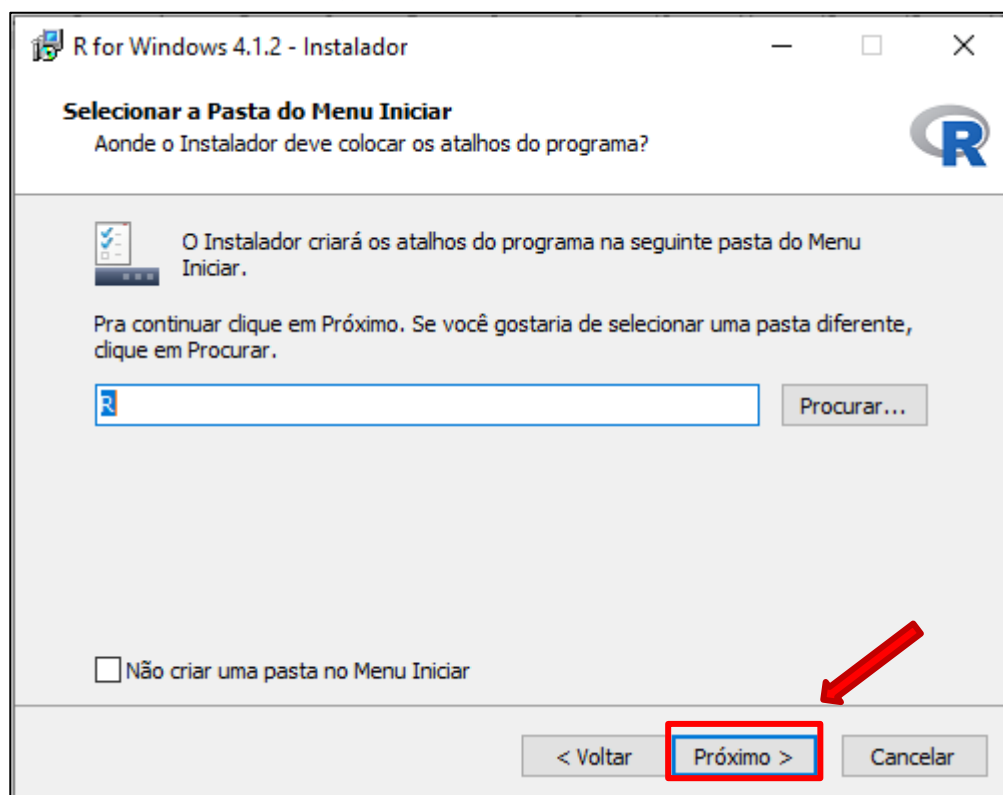 R for Windows 4.1.2 - Instalador
Selecionar a Pasta do Menu Iniciar
Aonde o Instalador deve colocar os atalhos do programa?
R
O Instalador criará os atalhos do programa na seguinte pasta do Menu
Iniciar.
Pra continuar clique em Próximo. Se você gostaria de selecionar uma pasta diferente,
clique em Procurar.
R
Procurar...
Não criar uma pasta no Menu Iniciar
< Voltar
Próximo >
Cancelar